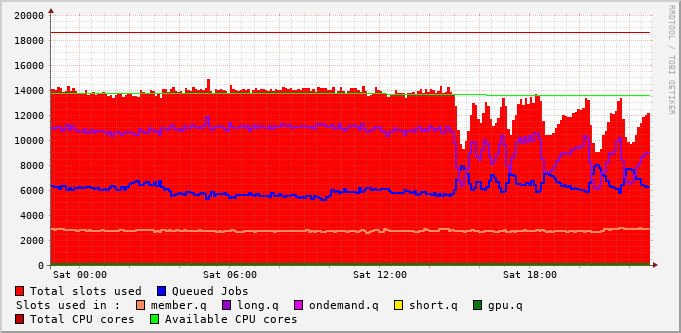 20000
18000
16000
14000
12000
10000
8000
6000
4000
2000
0
Sat 00:00 Sat 06:00 Sat 12:00 Sat 18:00
Total slots used Queued Jobs
Slots used in : member.q long.q ondemand.q short.q gpu.q
Total CPU cores Available CPU cores
RRDTOOL / TOBI OETIKER